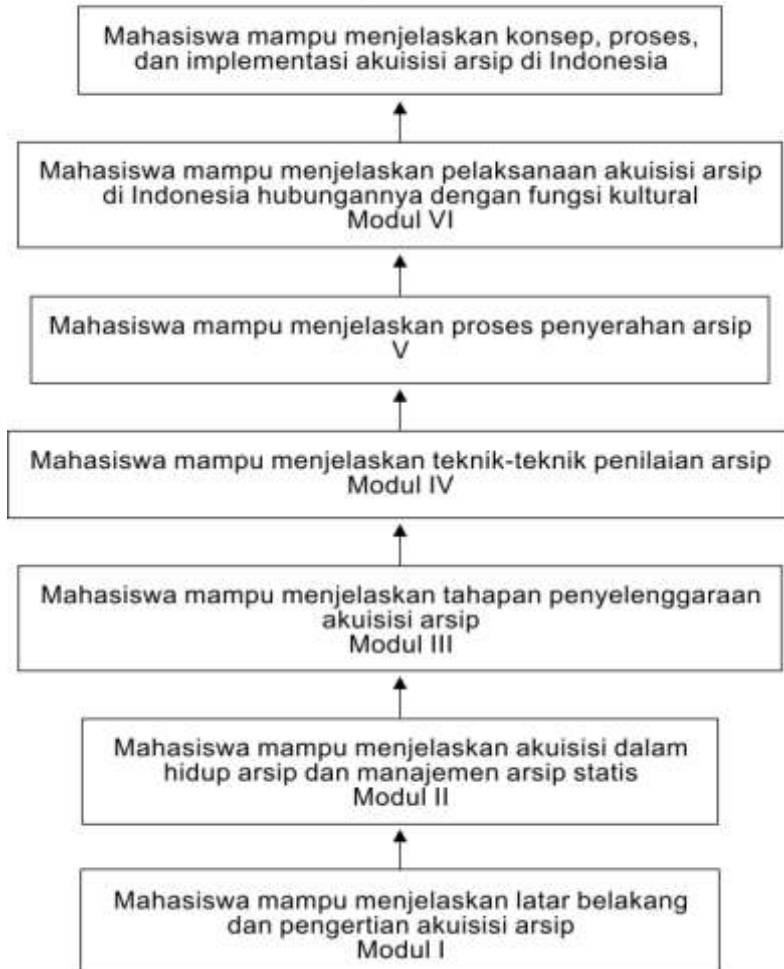 Mahasiswa mampu menjelaskan konsep, proses,
dan implementasi akuisisi arsip di Indonesia
Mahasiswa mampu menjelaskan pelaksanaan akuisisi arsip
di Indonesia hubungannya dengan fungsi kultural
Modul VI
Mahasiswa mampu menjelaskan proses penyerahan arsip
V
Mahasiswa mampu menjelaskan teknik-teknik penilaian arsip
Modul IV
Mahasiswa mampu menjelaskan tahapan penyelenggaraan
akuisisi arsip
Modul III
Mahasiswa mampu menjelaskan akuisisi dalam
hidup arsip dan manajemen arsip statis
Modul II
Mahasiswa mampu menjelaskan latar belakang
dan pengertian akuisisi arsip
Modul I